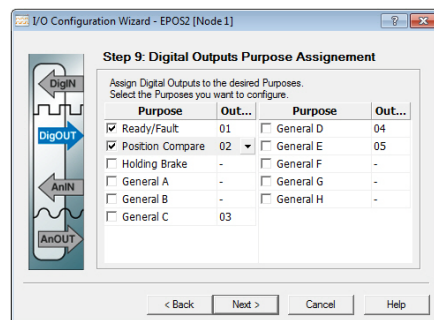 I/O Configuration Wizard - EPOS2 [Node 1]
Step 9: Digital Outputs Purpose Assignement
Assign Digital Outputs to the desired Purposes.
Select the Purposes you want to configure.
DigIN
DigOUT
AnIN
AnOUT
Purpose Out... Purpose Out...
Ready/Fault 01 General D 04
Position Compare 02 General E 05
Holding Brake - General F -
General A - General G -
General B - General H -
General C 03
< Back Next > Cancel Help